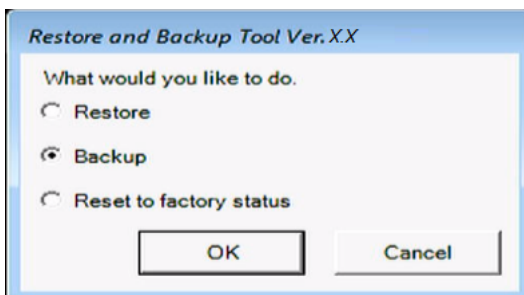 Restore and Backup Tool Ver. X.X
What would you like to do.
Restore
Backup
Reset to factory status
OK
Cancel